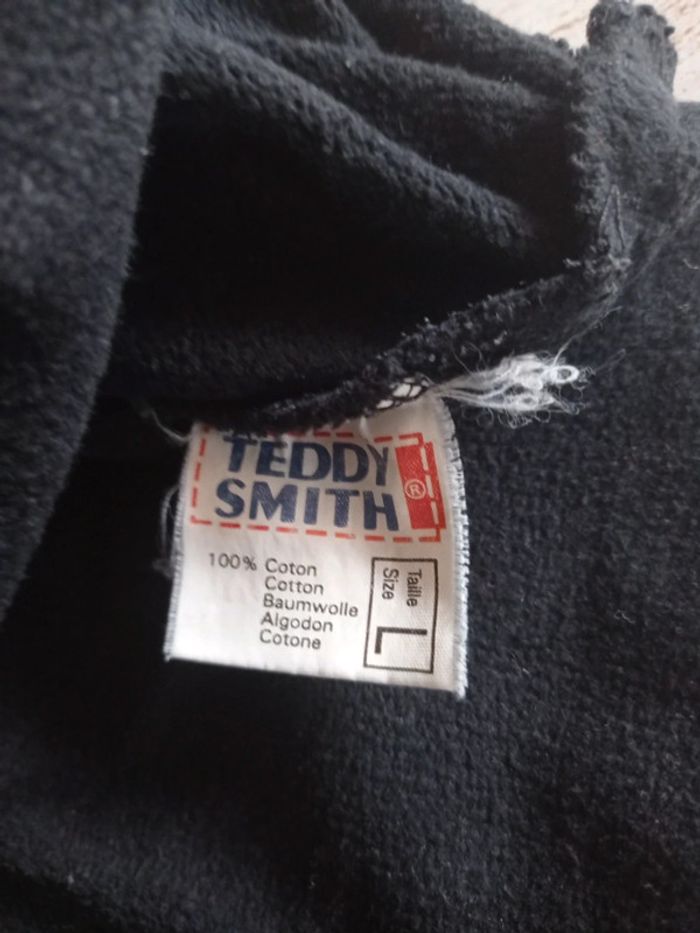 TEDDY
SMITH ®
100% Coton
Cotton
Baumwolle
Algodon
Cotone
Taille
Size
L